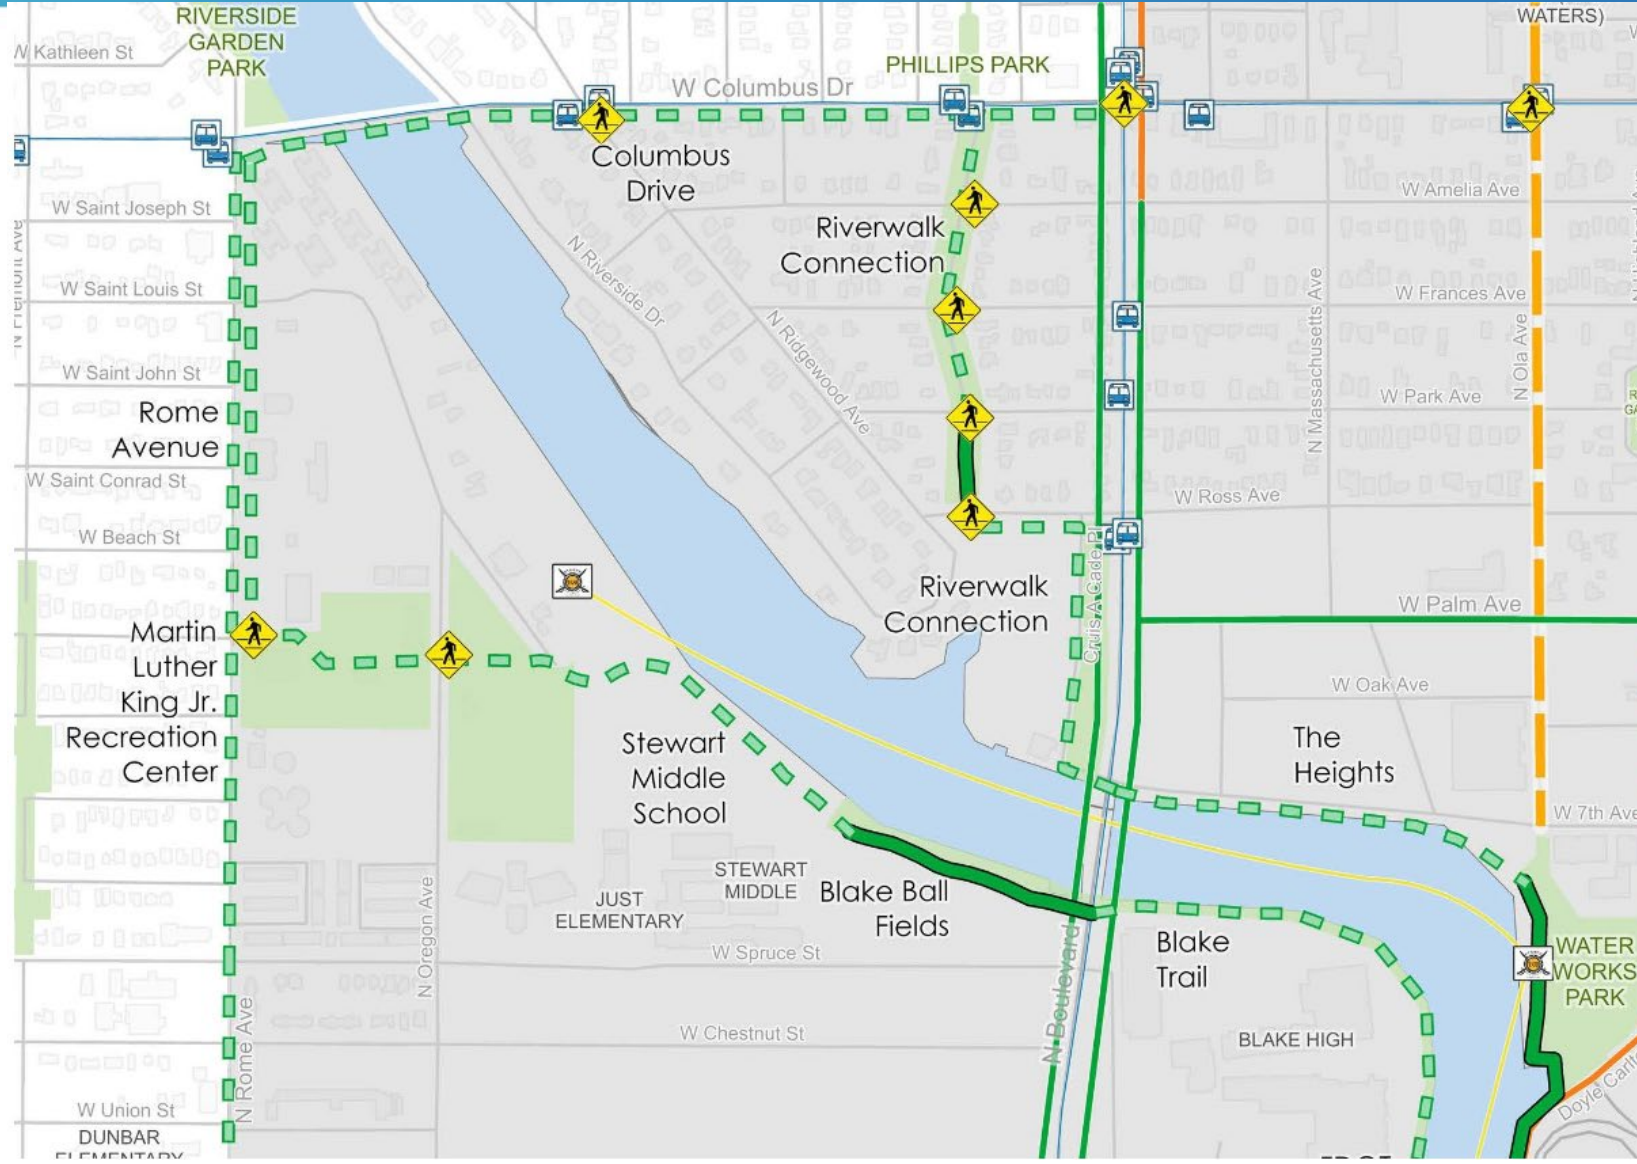 RIVERSIDE
GARDEN
PARK
WATERS)
W Kathleen St
PHILLIPS PARK
W Columbus Dr
Columbus
Drive
W Saint Joseph St
W Amelia Ave
Riverwalk
Connection
N Riverside Dr
W Saint Louis St
W Frances Ave
N Ridgewood Ave
N Massachusetts Ave
N Ola Ave
W Saint John St
W Park Ave
Rome
Avenue
W Saint Conrad St
W Ross Ave
W Beach St
Cruis A Cade Pl
Riverwalk
Connection
W Palm Ave
Martin
Luther
King Jr.
Recreation
Center
W Oak Ave
Stewart
Middle
School
The
Heights
W 7th Ave
STEWART
MIDDLE
JUST
ELEMENTARY
Blake Ball
Fields
N Oregon Ave
W Spruce St
N Boulevard
Blake
Trail
WATER
WORKS
PARK
W Chestnut St
BLAKE HIGH
N Rome Ave
W Union St
DUNBAR
ELEMENTARY